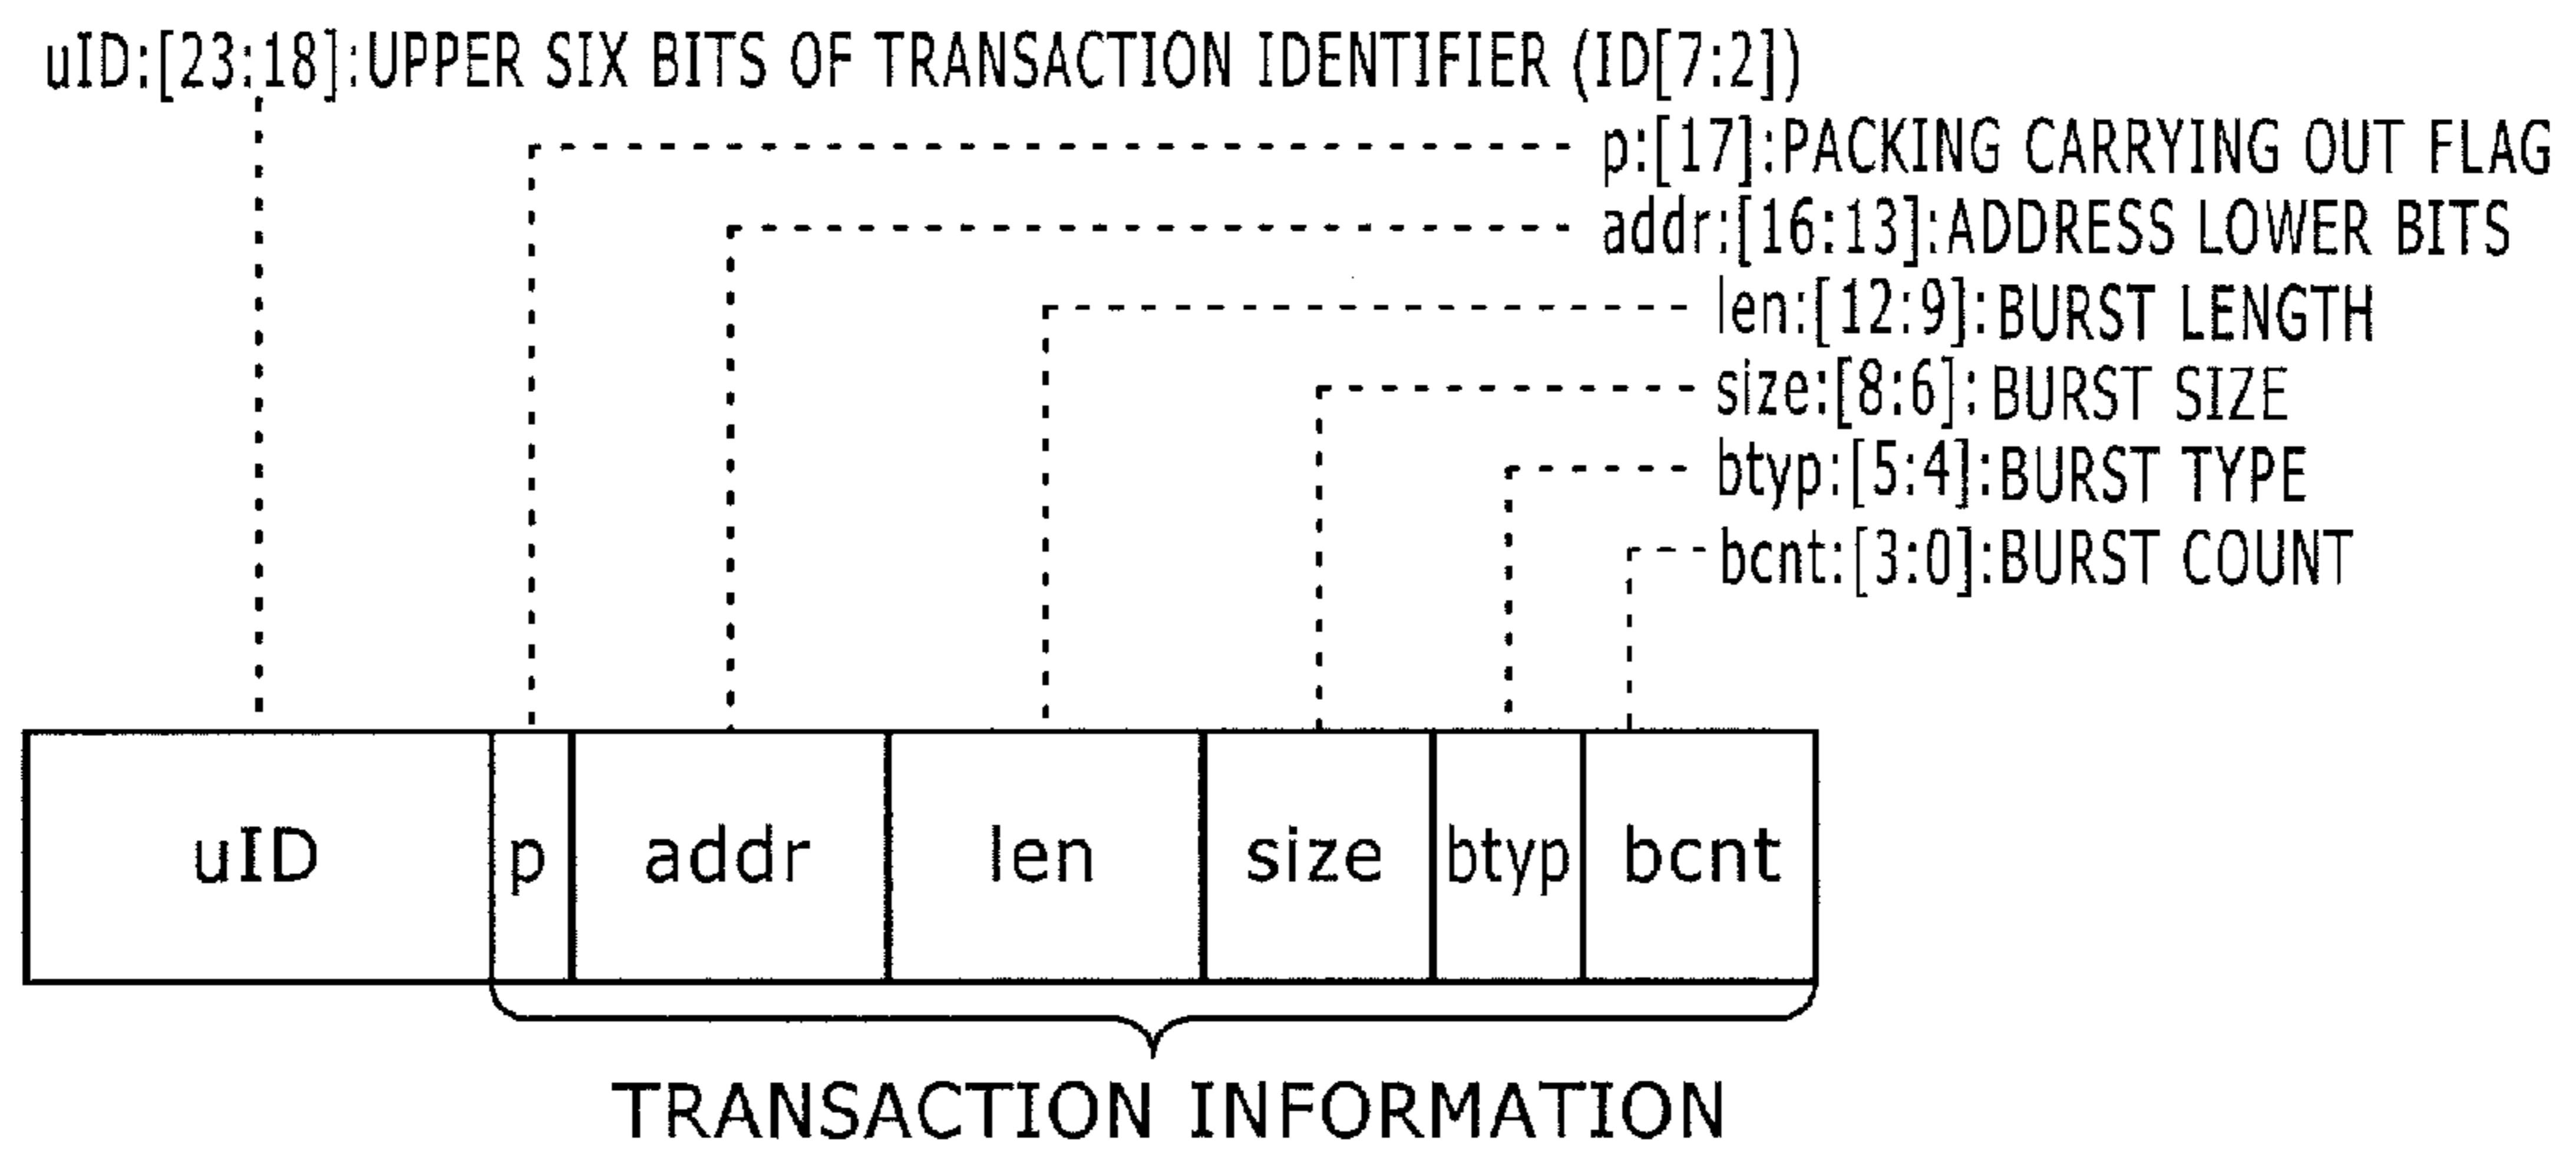 uID:[23:18]:UPPER SIX BITS OF TRANSACTION IDENTIFIER (ID[7:2])
p:[17]:PACKING CARRYING OUT FLAG
addr:[16:13]:ADDRESS LOWER BITS
len:[12:9]:BURST LENGTH
size:[8:6]:BURST SIZE
btyp:[5:4]:BURST TYPE
bcnt:[3:0]:BURST COUNT
uID p addr len size btyp bcnt
TRANSACTION INFORMATION